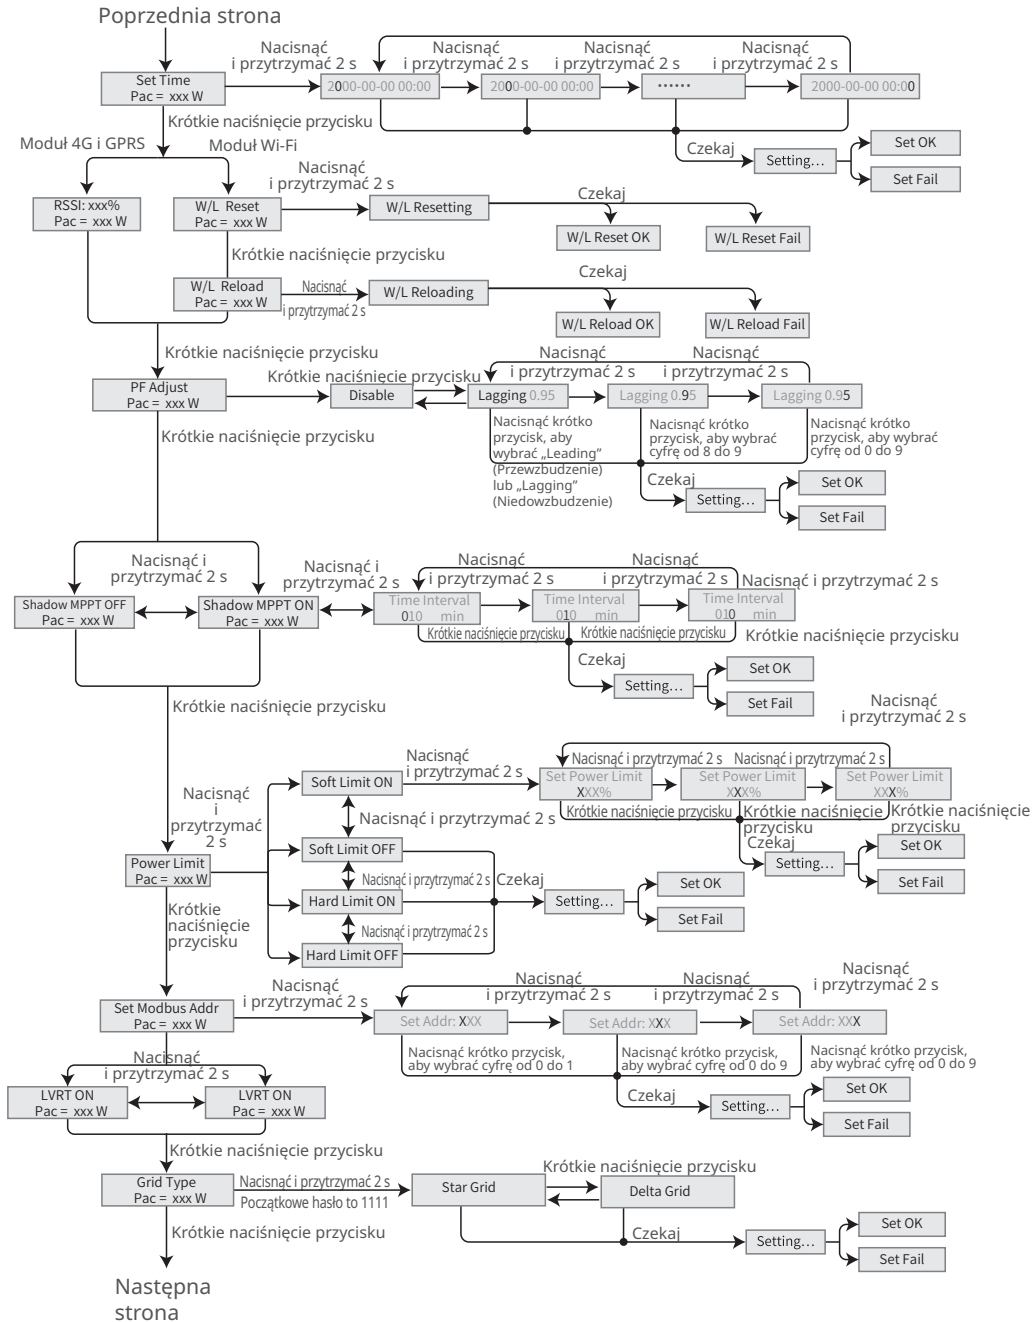 Poprzednia strona
Nacisnąć
i przytrzymać 2 s
Nacisnąć
i przytrzymać 2 s
Nacisnąć
i przytrzymać 2 s
Nacisnąć
i przytrzymać 2 s
Set Time
Pac = xxx W
2000-00-00 00:00
2000-00-00 00:00
······
2000-00-00 00:00
Krótkie naciśnięcie przycisku
Moduł 4G i GPRS
Moduł Wi-Fi
Czekaj
Setting...
Set OK
Set Fail
Nacisnąć
i przytrzymać 2 s
RSSI: xxx%
Pac = xxx W
W/L Reset
Pac = xxx W
W/L Resetting
Czekaj
W/L Reset OK
W/L Reset Fail
Krótkie naciśnięcie przycisku
W/L Reload
Pac = xxx W
Nacisnąć
i przytrzymać 2 s
W/L Reloading
Czekaj
W/L Reload OK
W/L Reload Fail
Krótkie naciśnięcie przycisku
Krótkie naciśnięcie przycisku
Nacisnąć
i przytrzymać 2 s
Nacisnąć
i przytrzymać 2 s
PF Adjust
Pac = xxx W
Disable
Lagging 0.95
Lagging 0.95
Lagging 0.95
Krótkie naciśnięcie przycisku
Nacisnąć krótko
przycisk, aby
wybrać „Leading”
(Przewzbudzenie)
lub „Lagging”
(Niedowzbudzenie)
Nacisnąć krótko
przycisk, aby wybrać
cyfrę od 8 do 9
Nacisnąć krótko
przycisk, aby wybrać
cyfrę od 0 do 9
Czekaj
Setting...
Set OK
Set Fail
Nacisnąć i
przytrzymać 2 s
Nacisnąć i
przytrzymać 2 s
Nacisnąć
i przytrzymać 2 s
Nacisnąć
i przytrzymać 2 s
Nacisnąć i przytrzymać 2 s
Shadow MPPT OFF
Pac = xxx W
Shadow MPPT ON
Pac = xxx W
Time Interval
010 min
Time Interval
010 min
Time Interval
010 min
Krótkie naciśnięcie przycisku
Krótkie naciśnięcie przycisku
Krótkie naciśnięcie przycisku
Czekaj
Setting...
Set OK
Set Fail
Krótkie naciśnięcie przycisku
Nacisnąć
i przytrzymać 2 s
Nacisnąć
i przytrzymać 2 s
Nacisnąć i przytrzymać 2 s
Nacisnąć i przytrzymać 2 s
Soft Limit ON
Set Power Limit
XXX%
Set Power Limit
XXX%
Set Power Limit
XXX%
Nacisnąć
i
przytrzymać
2 s
Nacisnąć i przytrzymać 2 s
Krótkie naciśnięcie przycisku
Krótkie naciśnięcie
przycisku
Krótkie naciśnięcie
przycisku
Czekaj
Setting...
Set OK
Set Fail
Power Limit
Pac = xxx W
Soft Limit OFF
Nacisnąć i przytrzymać 2 s
Hard Limit ON
Nacisnąć i przytrzymać 2 s
Hard Limit OFF
Czekaj
Setting...
Set OK
Set Fail
Krótkie
naciśnięcie
przycisku
Nacisnąć
i przytrzymać 2 s
Nacisnąć
i przytrzymać 2 s
Nacisnąć
i przytrzymać 2 s
Nacisnąć
i przytrzymać 2 s
Set Modbus Addr
Pac = xxx W
Set Addr: XXX
Set Addr: XXX
Set Addr: XXX
Nacisnąć krótko przycisk,
aby wybrać cyfrę od 0 do 1
Nacisnąć krótko przycisk,
aby wybrać cyfrę od 0 do 9
Nacisnąć krótko przycisk,
aby wybrać cyfrę od 0 do 9
Nacisnąć
i przytrzymać 2 s
LVRT ON
Pac = xxx W
LVRT ON
Pac = xxx W
Czekaj
Setting...
Set OK
Set Fail
Krótkie naciśnięcie przycisku
Grid Type
Pac = xxx W
Nacisnąć i przytrzymać 2 s
Początkowe hasło to 1111
Star Grid
Krótkie naciśnięcie przycisku
Delta Grid
Krótkie naciśnięcie przycisku
Czekaj
Setting...
Set OK
Set Fail
Następna
strona